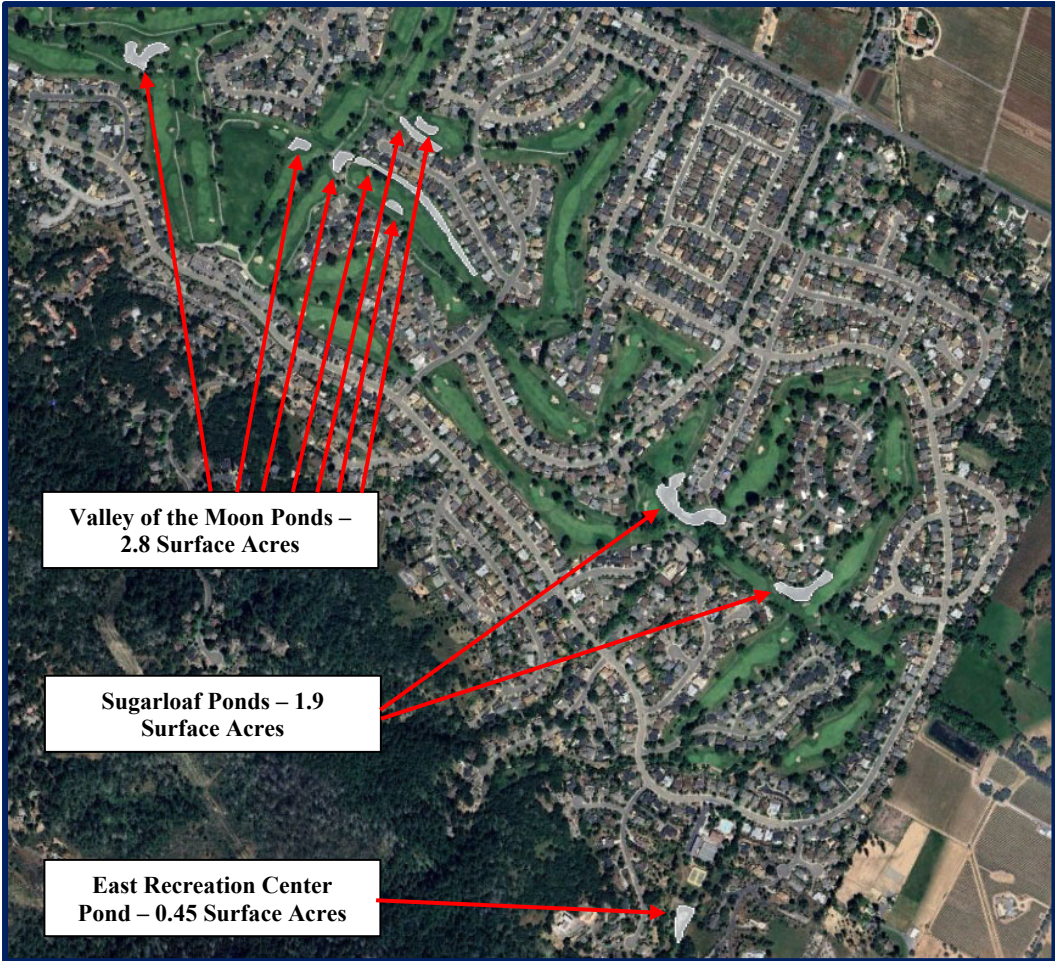 Valley of the Moon Ponds –
2.8 Surface Acres
Sugarloaf Ponds – 1.9
Surface Acres
East Recreation Center
Pond – 0.45 Surface Acres